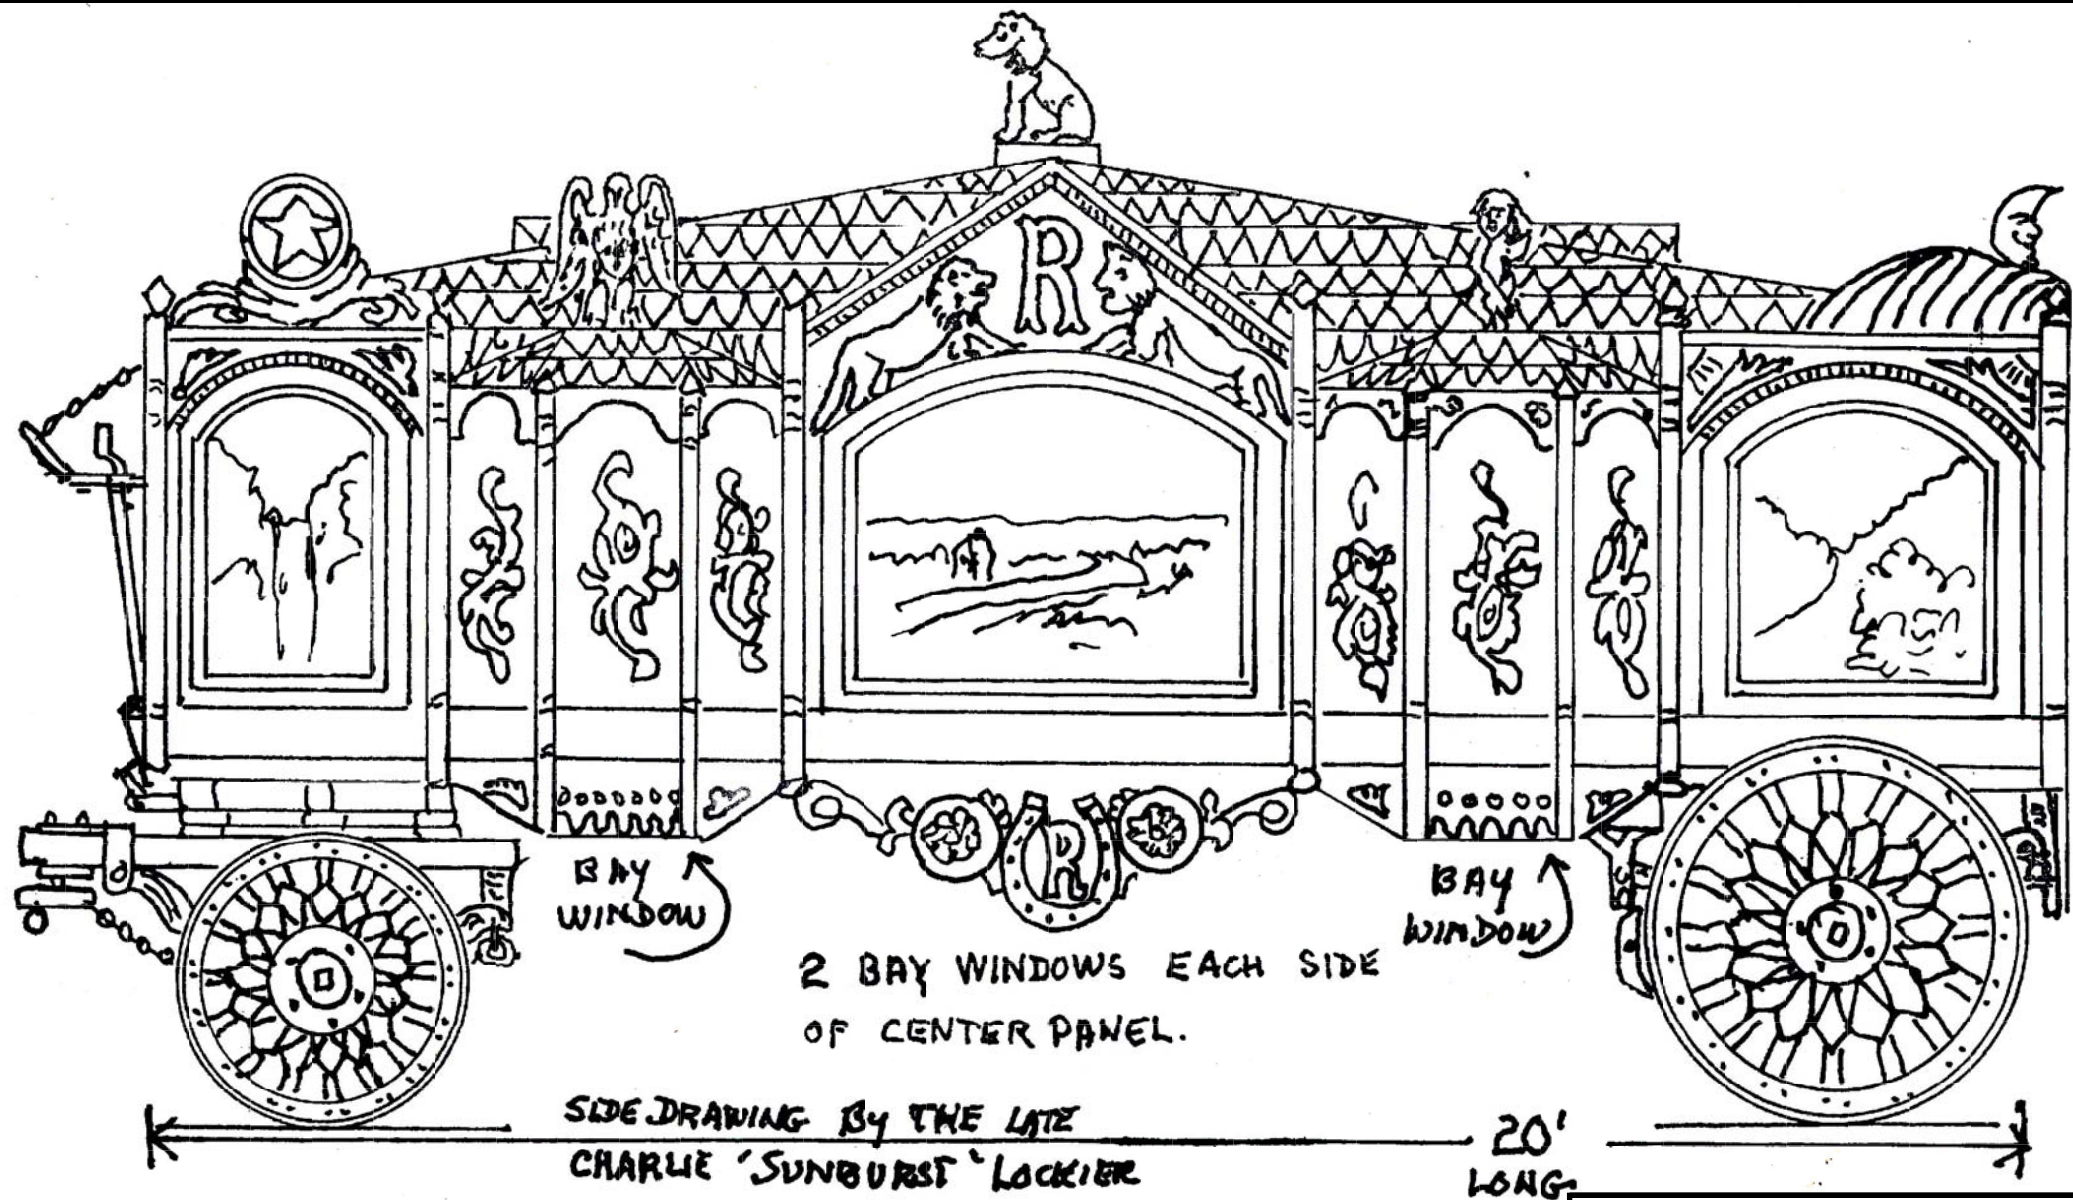 R
R
BAY
WINDOW
BAY
WINDOW
2 BAY WINDOWS EACH SIDE
OF CENTER PANEL.
SIDE DRAWING By THE LATE
CHARLIE 'SUNBURST' LOCKIER
20'
LONG